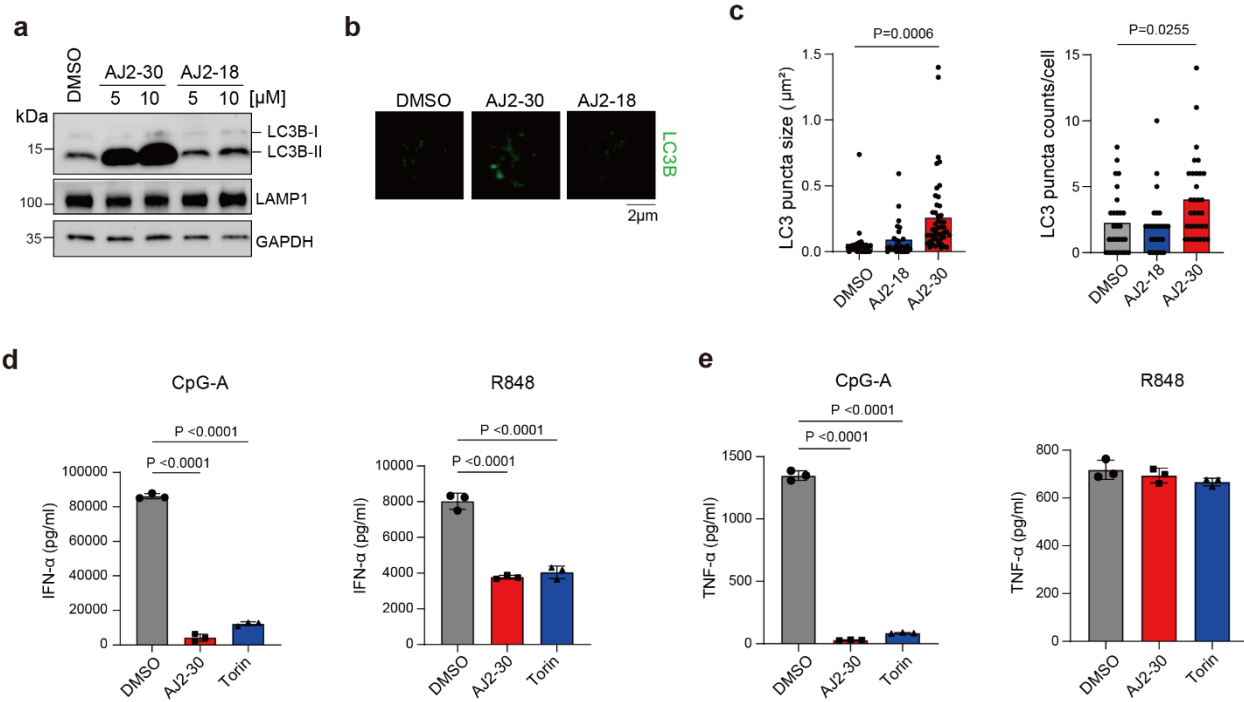 a
DMSO
AJ2-30
AJ2-18
5
10
5
10
[µM]
kDa
LC3B-I
15
LC3B-II
100
LAMP1
35
GAPDH
b
DMSO
AJ2-30
AJ2-18
LC3B
2µm
c
P=0.0006
LC3 puncta size ( µm²)
1.5
1.0
0.5
0.0
DMSO
AJ2-18
AJ2-30
P=0.0255
LC3 puncta counts/cell
15
10
5
0
DMSO
AJ2-18
AJ2-30
d
CpG-A
P <0.0001
P <0.0001
IFN-α (pg/ml)
100000
80000
60000
40000
20000
0
DMSO
AJ2-30
Torin
R848
P <0.0001
P <0.0001
IFN-α (pg/ml)
10000
8000
6000
4000
2000
0
DMSO
AJ2-30
Torin
e
CpG-A
P <0.0001
P <0.0001
TNF-α (pg/ml)
1500
1000
500
0
DMSO
AJ2-30
Torin
R848
TNF-α (pg/ml)
800
600
400
200
0
DMSO
AJ2-30
Torin